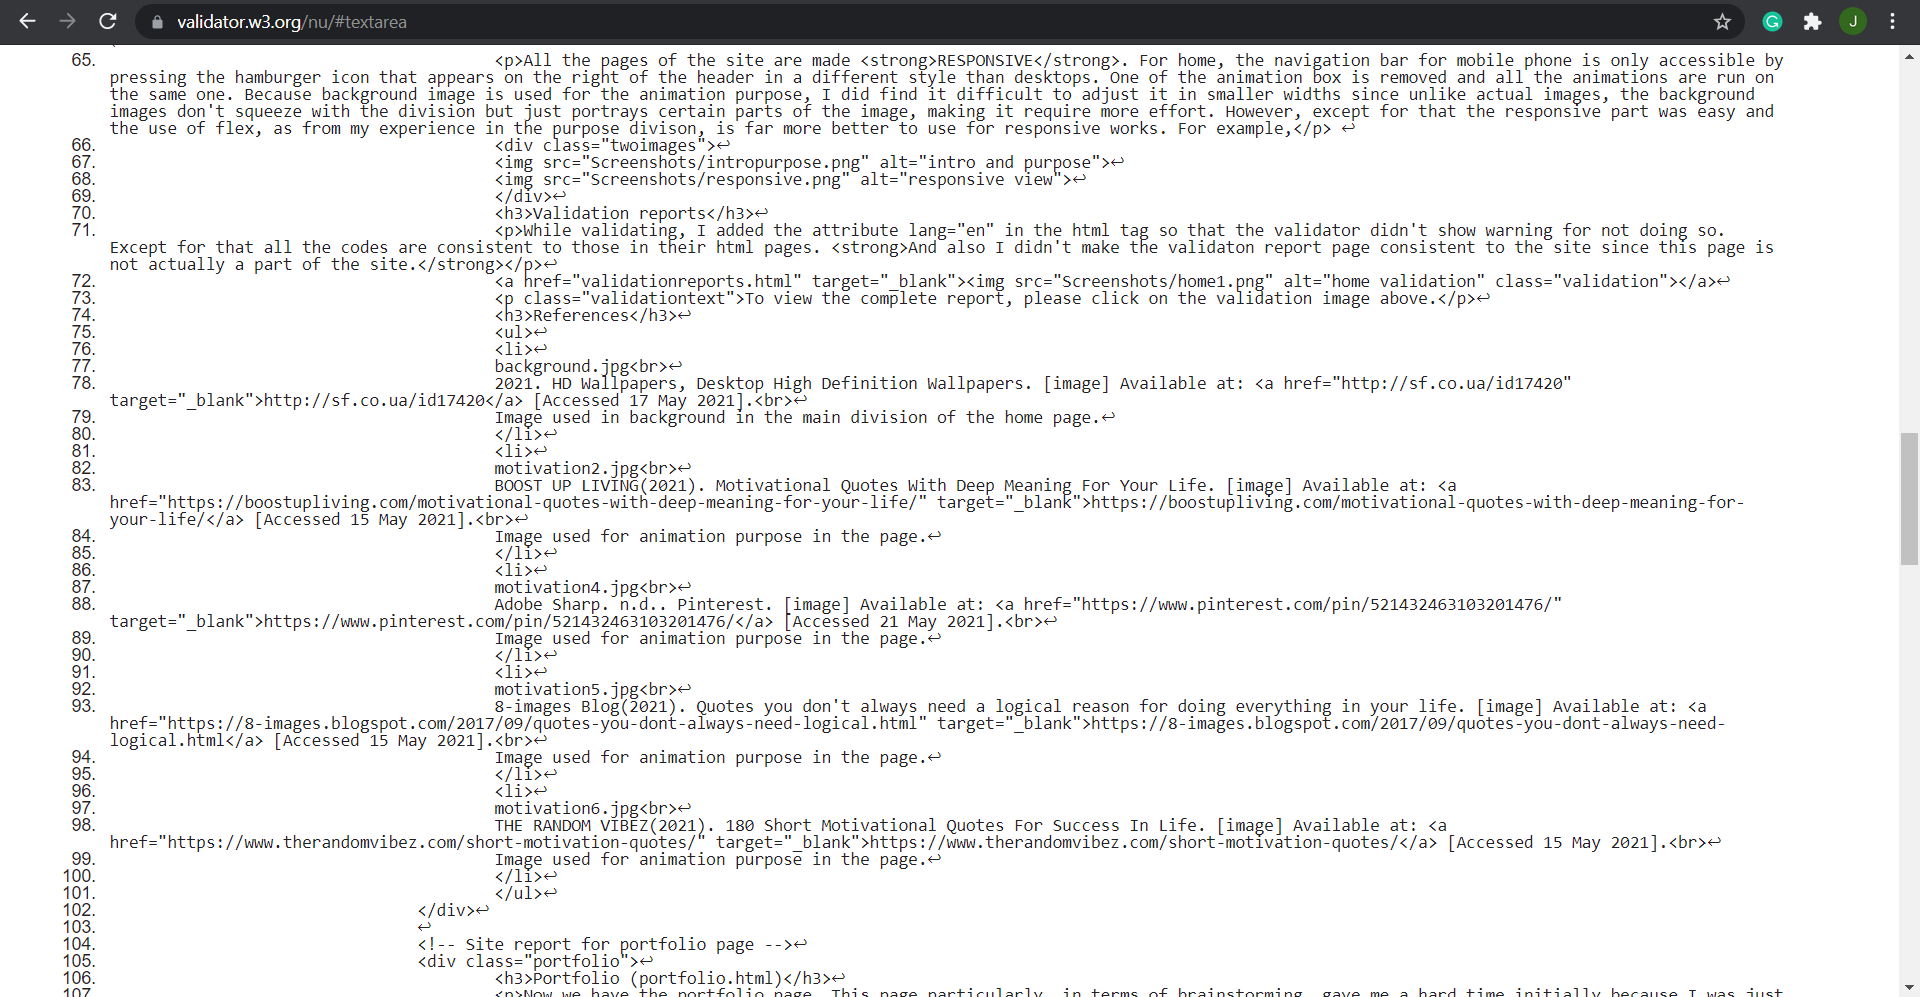 validator.w3.org/nu/#textarea
J
65. <p>All the pages of the site are made <strong>RESPONSIVE</strong>. For home, the navigation bar for mobile phone is only accessible by
pressing the hamburger icon that appears on the right of the header in a different style than desktops. One of the animation box is removed and all the animations are run on
the same one. Because background image is used for the animation purpose, I did find it difficult to adjust it in smaller widths since unlike actual images, the background
images don't squeeze with the division but just portrays certain parts of the image, making it require more effort. However, except for that the responsive part was easy and
the use of flex, as from my experience in the purpose divison, is far more better to use for responsive works. For example,</p> ↩
66. <div class="twoimages">↩
67. <img src="Screenshots/intropurpose.png" alt="intro and purpose">↩
68. <img src="Screenshots/responsive.png" alt="responsive view">↩
69. </div>↩
70. <h3>Validation reports</h3>↩
71. <p>While validating, I added the attribute lang="en" in the html tag so that the validator didn't show warning for not doing so.
Except for that all the codes are consistent to those in their html pages. <strong>And also I didn't make the validaton report page consistent to the site since this page is
not actually a part of the site.</strong></p>↩
72. <a href="validationreports.html" target="_blank"><img src="Screenshots/home1.png" alt="home validation" class="validation"></a>↩
73. <p class="validationtext">To view the complete report, please click on the validation image above.</p>↩
74. <h3>References</h3>↩
75. <ul>↩
76. <li>↩
77. background.jpg<br>↩
78. 2021. HD Wallpapers, Desktop High Definition Wallpapers. [image] Available at: <a href="http://sf.co.ua/id17420"
target="_blank">http://sf.co.ua/id17420</a> [Accessed 17 May 2021].<br>↩
79. Image used in background in the main division of the home page.↩
80. </li>↩
81. <li>↩
82. motivation2.jpg<br>↩
83. BOOST UP LIVING(2021). Motivational Quotes With Deep Meaning For Your Life. [image] Available at: <a
href="https://boostupliving.com/motivational-quotes-with-deep-meaning-for-your-life/" target="_blank">https://boostupliving.com/motivational-quotes-with-deep-meaning-for-
your-life/</a> [Accessed 15 May 2021].<br>↩
84. Image used for animation purpose in the page.↩
85. </li>↩
86. <li>↩
87. motivation4.jpg<br>↩
88. Adobe Sharp. n.d.. Pinterest. [image] Available at: <a href="https://www.pinterest.com/pin/521432463103201476/"
target="_blank">https://www.pinterest.com/pin/521432463103201476/</a> [Accessed 21 May 2021].<br>↩
89. Image used for animation purpose in the page.↩
90. </li>↩
91. <li>↩
92. motivation5.jpg<br>↩
93. 8-images Blog(2021). Quotes you don't always need a logical reason for doing everything in your life. [image] Available at: <a
href="https://8-images.blogspot.com/2017/09/quotes-you-dont-always-need-logical.html" target="_blank">https://8-images.blogspot.com/2017/09/quotes-you-dont-always-need-
logical.html</a> [Accessed 15 May 2021].<br>↩
94. Image used for animation purpose in the page.↩
95. </li>↩
96. <li>↩
97. motivation6.jpg<br>↩
98. THE RANDOM VIBEZ(2021). 180 Short Motivational Quotes For Success In Life. [image] Available at: <a
href="https://www.therandomvibez.com/short-motivation-quotes/" target="_blank">https://www.therandomvibez.com/short-motivation-quotes/</a> [Accessed 15 May 2021].<br>↩
99. Image used for animation purpose in the page.↩
100. </li>↩
101. </ul>↩
102. </div>↩
103. ↩
104. <!-- Site report for portfolio page -->↩
105. <div class="portfolio">↩
106. <h3>Portfolio (portfolio.html)</h3>↩
107. <p>Now we have the portfolio page. This page particularly, in terms of brainstorming, gave me a hard time initially because I was just